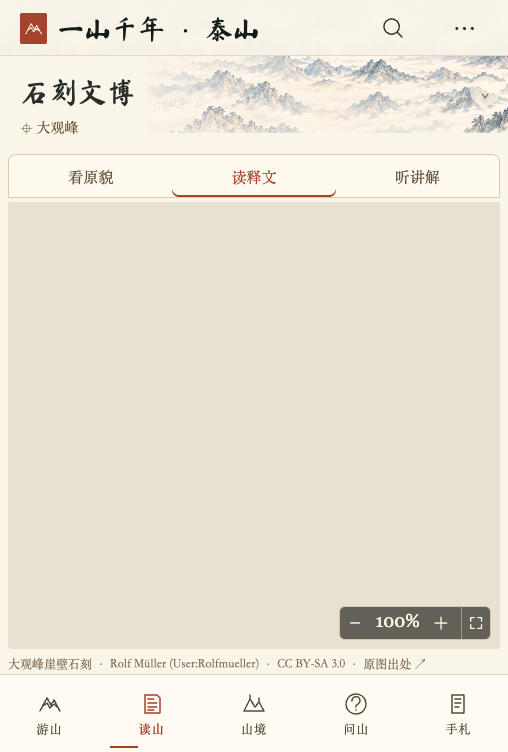 一山千年 · 泰山
石刻文博
大观峰
看原貌
读释文
听讲解
100%
大观峰崖壁石刻 · Rolf Müller (User:Rolfmueller) · CC BY-SA 3.0 · 原图出处 ↗
游山
读山
山境
问山
手札